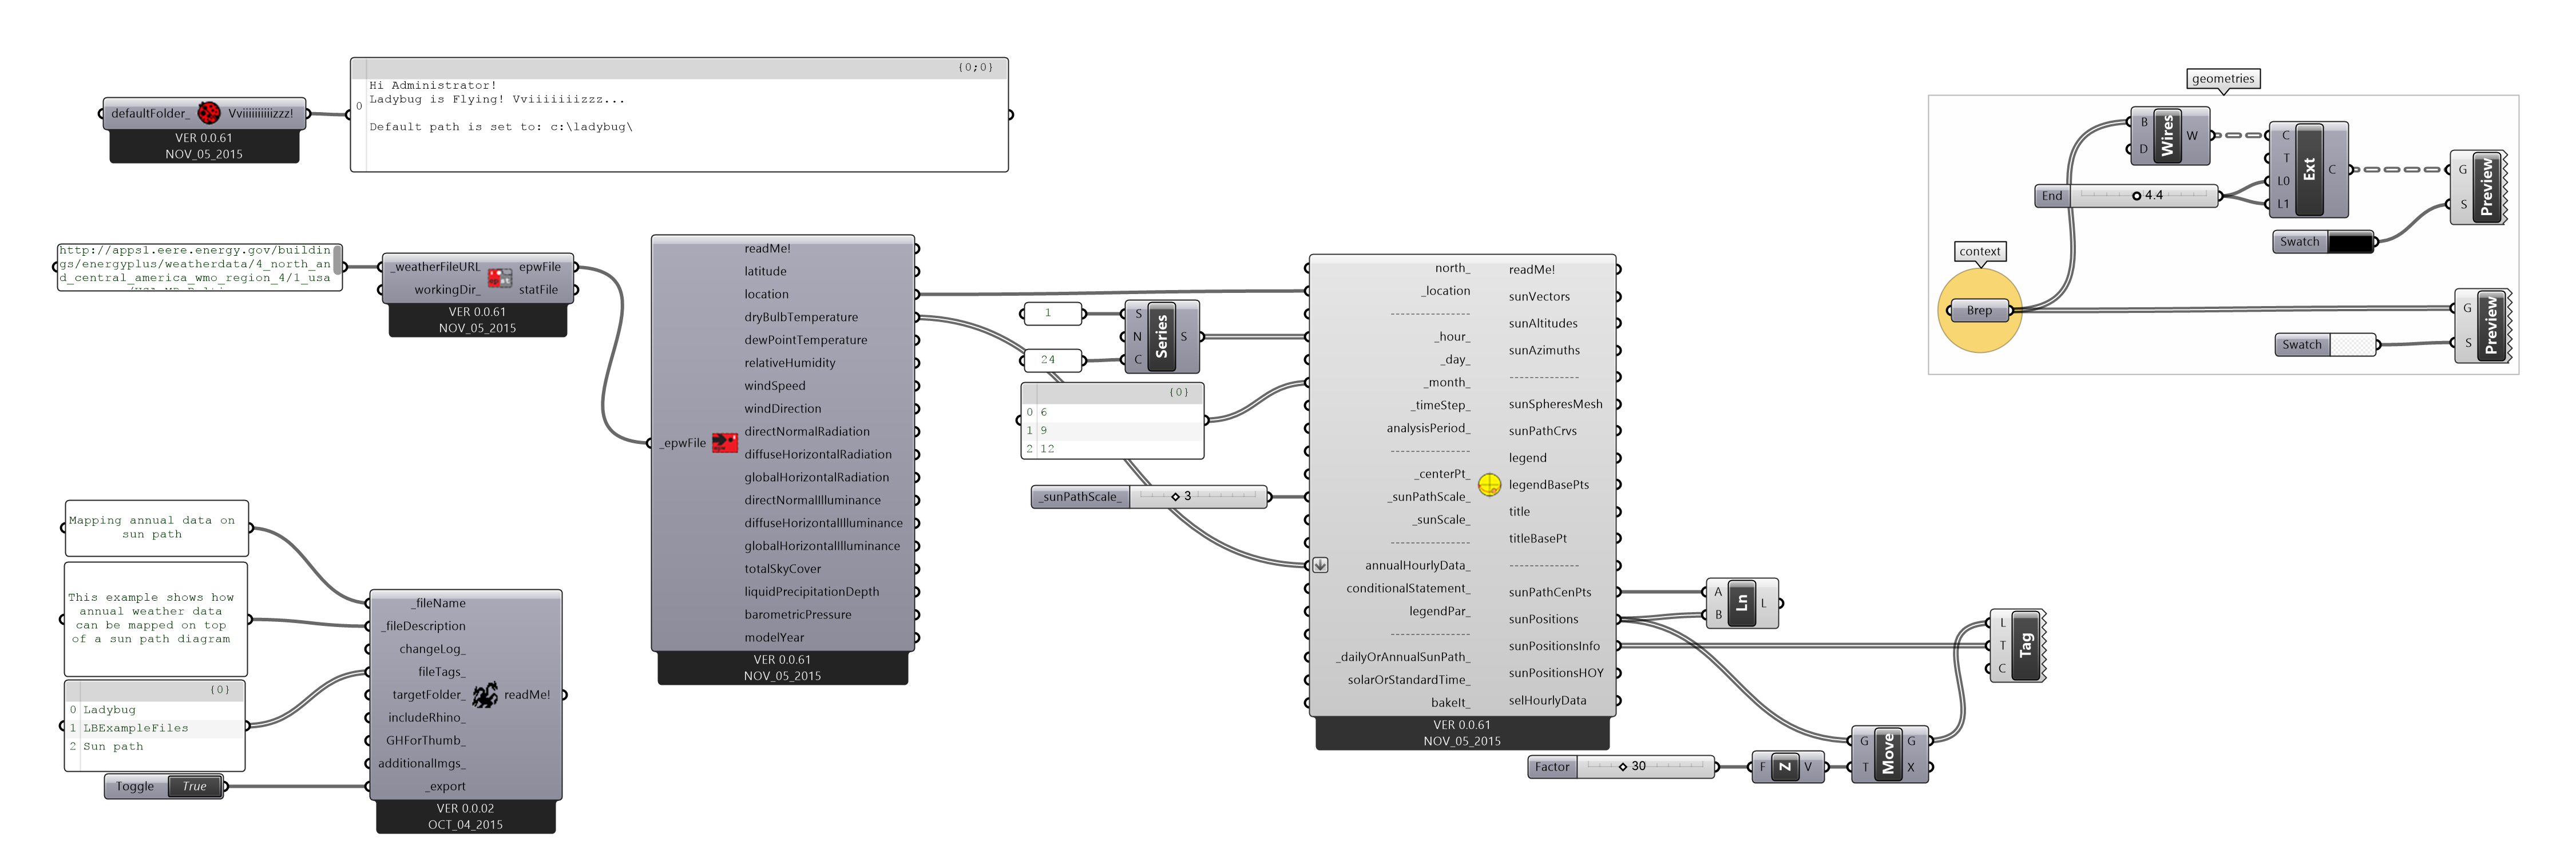 defaultFolder_
Vviiiiiiiiiizzz!
VER 0.0.61
NOV_05_2015
{0;0}
0
Hi Administrator!
Ladybug is Flying! Vviiiiiiizzz...
Default path is set to: c:\ladybug\
http://apps1.eere.energy.gov/buildin
gs/energyplus/weatherdata/4_north_an
d_central_america_wmo_region_4/1_usa
_weatherFileURL
workingDir_
epwFile
statFile
VER 0.0.61
NOV_05_2015
_epwFile
readMe!
latitude
location
dryBulbTemperature
dewPointTemperature
relativeHumidity
windSpeed
windDirection
directNormalRadiation
diffuseHorizontalRadiation
globalHorizontalRadiation
directNormalIlluminance
diffuseHorizontalIlluminance
globalHorizontalIlluminance
totalSkyCover
liquidPrecipitationDepth
barometricPressure
modelYear
VER 0.0.61
NOV_05_2015
Mapping annual data on
sun path
This example shows how
annual weather data
can be mapped on top
of a sun path diagram
{0}
0 Ladybug
1 LBExampleFiles
2 Sun path
Toggle True
_fileName
_fileDescription
changeLog_
fileTags_
targetFolder_
includeRhino_
GHForThumb_
additionalImgs_
_export
readMe!
VER 0.0.02
OCT_04_2015
1
24
S
N
C
Series
S
{0}
0 6
1 9
2 12
_sunPathScale_ 3
north_
_location
---------------
_hour_
_day_
_month_
_timeStep_
analysisPeriod_
---------------
_centerPt_
_sunPathScale_
_sunScale_
---------------
annualHourlyData_
conditionalStatement_
legendPar_
---------------
_dailyOrAnnualSunPath_
solarOrStandardTime_
bakeIt_
readMe!
sunVectors
sunAltitudes
sunAzimuths
--------------
sunSpheresMesh
sunPathCrvs
legend
legendBasePts
title
titleBasePt
--------------
sunPathCenPts
sunPositions
sunPositionsInfo
sunPositionsHOY
selHourlyData
VER 0.0.61
NOV_05_2015
A
B
Ln
L
Factor 30
F
Z
V
G
T
Move
G
X
L
T
C
Tag
geometries
B
D
Wires
W
End 4.4
C
T
L0
L1
Ext
C
G
S
Preview
Swatch
context
Brep
G
S
Preview
Swatch